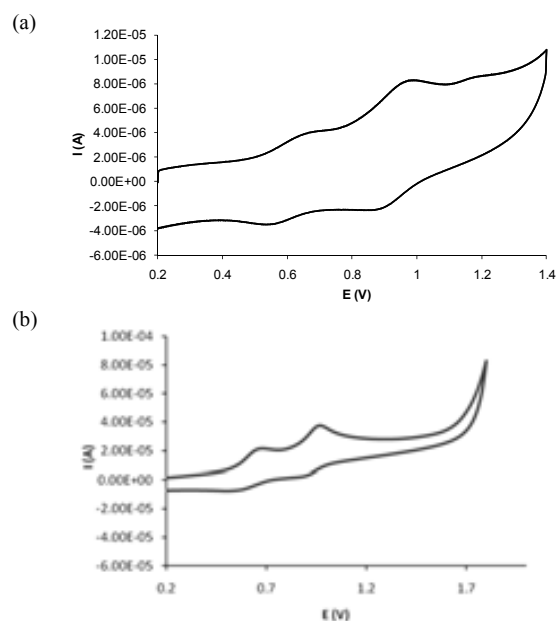 (a)
1.20E-05
1.00E-05
8.00E-06
6.00E-06
4.00E-06
2.00E-06
0.00E+00
-2.00E-06
-4.00E-06
-6.00E-06
I (A)
0.2 0.4 0.6 0.8 1 1.2 1.4
E (V)
(b)
1.00E-04
8.00E-05
6.00E-05
4.00E-05
2.00E-05
0.00E+00
-2.00E-05
-4.00E-05
-6.00E-05
I (A)
0.2 0.7 1.2 1.7
E (V)